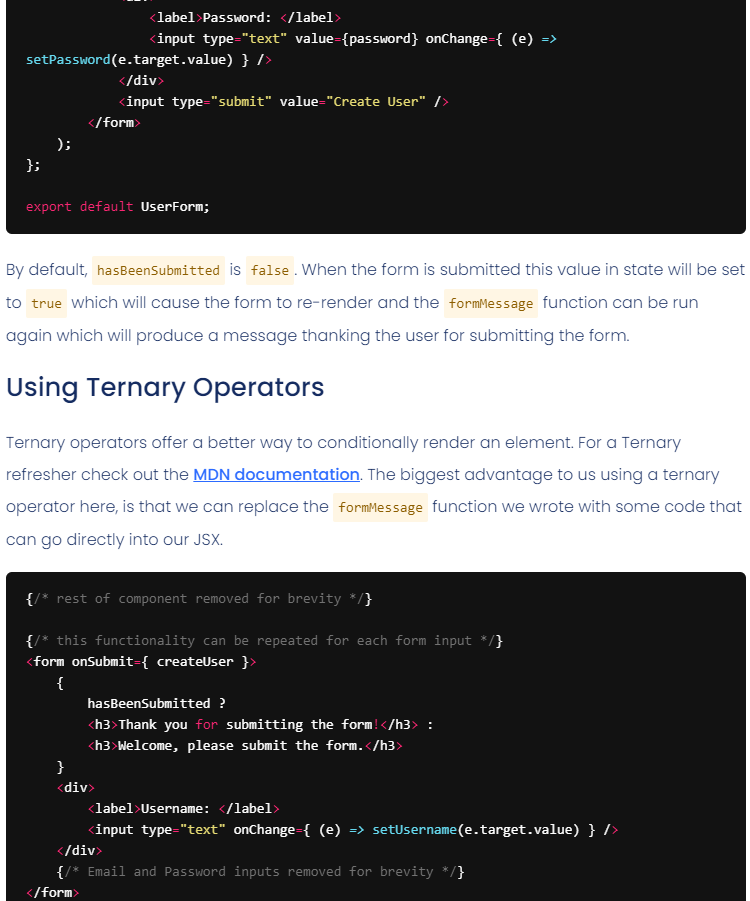 <label>Password: </label>
<input type="text" value={password} onChange={ (e) =>
setPassword(e.target.value) } />
</div>
<input type="submit" value="Create User" />
</form>
);
};
export default UserForm;
By default, hasBeenSubmitted is false. When the form is submitted this value in state will be set
to true which will cause the form to re-render and the formMessage function can be run
again which will produce a message thanking the user for submitting the form.
Using Ternary Operators
Ternary operators offer a better way to conditionally render an element. For a Ternary
refresher check out the MDN documentation. The biggest advantage to us using a ternary
operator here, is that we can replace the formMessage function we wrote with some code that
can go directly into our JSX.
{/* rest of component removed for brevity */}
{/* this functionality can be repeated for each form input */}
<form onSubmit={ createUser }>
{
hasBeenSubmitted ?
<h3>Thank you for submitting the form!</h3> :
<h3>Welcome, please submit the form.</h3>
}
<div>
<label>Username: </label>
<input type="text" onChange={ (e) => setUsername(e.target.value) } />
</div>
{/* Email and Password inputs removed for brevity */}
</form>